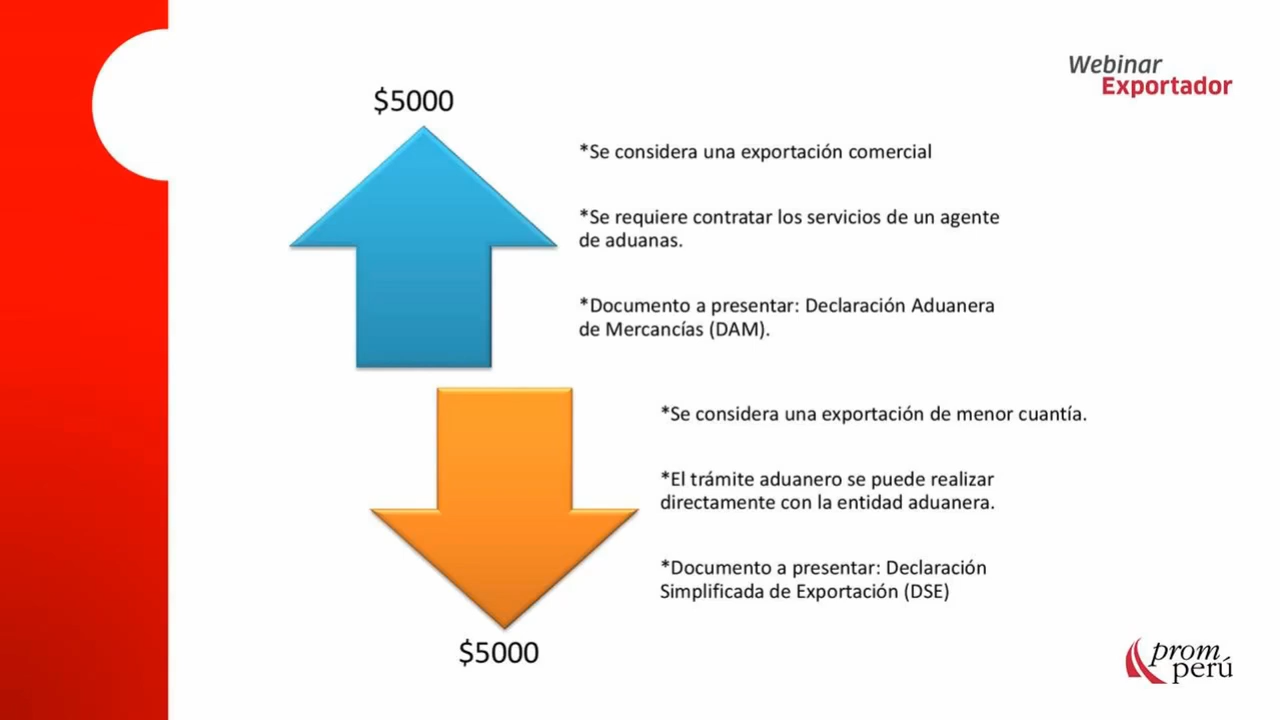 Webinar
Exportador
$5000
*Se considera una exportación comercial
*Se requiere contratar los servicios de un agente
de aduanas.
*Documento a presentar: Declaración Aduanera
de Mercancías (DAM).
*Se considera una exportación de menor cuantía.
*El trámite aduanero se puede realizar
directamente con la entidad aduanera.
*Documento a presentar: Declaración
Simplificada de Exportación (DSE)
$5000
prom
perú